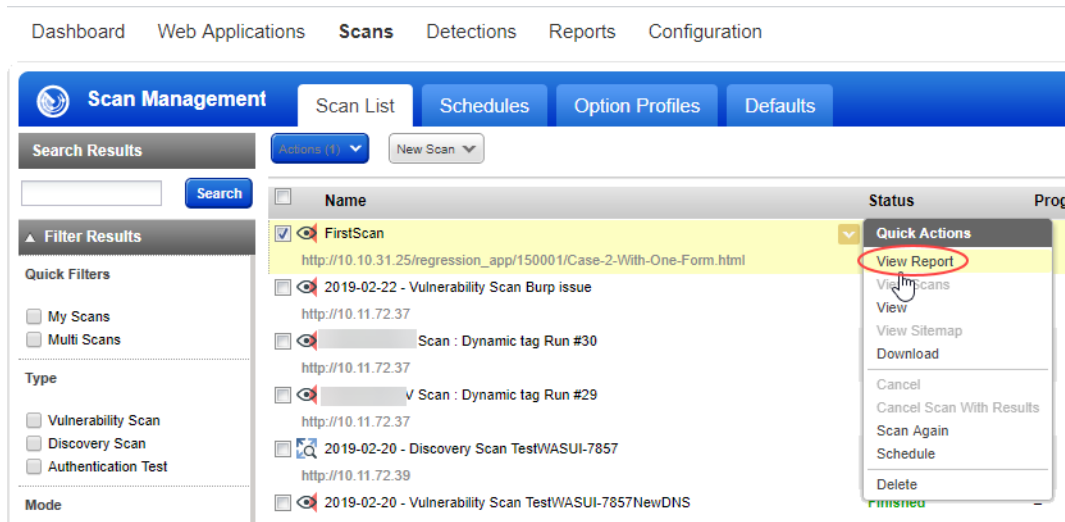 Dashboard Web Applications Scans Detections Reports Configuration
Scan Management Scan List Schedules Option Profiles Defaults
Search Results
Actions (1) New Scan
Search
Name Status Prog
Filter Results
FirstScan
http://10.10.31.25/regression_app/150001/Case-2-With-One-Form.html
Quick Actions
View Report
View Scans
View
View Sitemap
Download
Cancel
Cancel Scan With Results
Scan Again
Schedule
Delete
Quick Filters
My Scans
Multi Scans
Type
Vulnerability Scan
Discovery Scan
Authentication Test
Mode
2019-02-22 - Vulnerability Scan Burp issue
http://10.11.72.37
Scan : Dynamic tag Run #30
http://10.11.72.37
V Scan : Dynamic tag Run #29
http://10.11.72.37
2019-02-20 - Discovery Scan TestWASUI-7857
http://10.11.72.39
2019-02-20 - Vulnerability Scan TestWASUI-7857NewDNS
Finished –